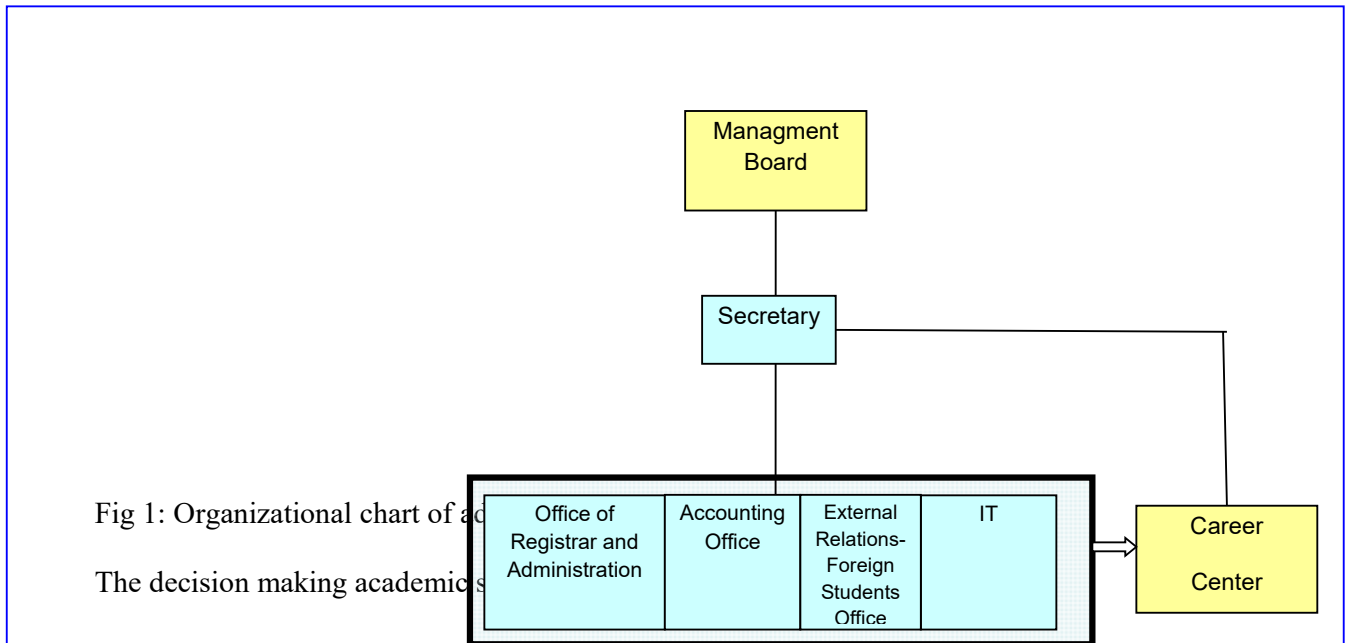 Managment
Board
Secretary
Fig 1: Organizational chart of
The decision making academic
Office of
Registrar and
Administration
Accounting
Office
External
Relations-
Foreign
Students
Office
IT
Career
Center